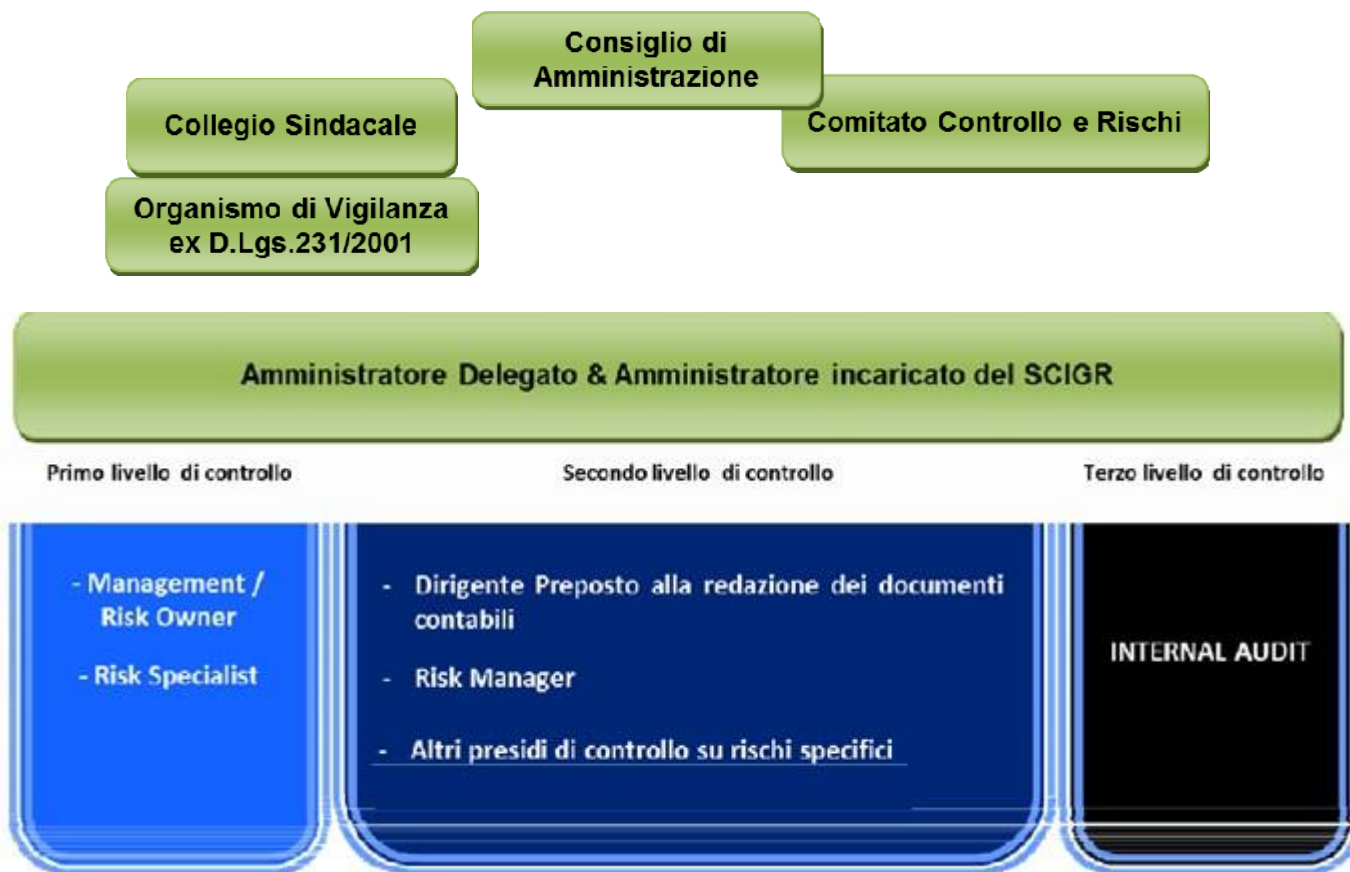 Consiglio di
Amministrazione
Collegio Sindacale
Comitato Controllo e Rischi
Organismo di Vigilanza
ex D.Lgs.231/2001
Amministratore Delegato & Amministratore incaricato del SCIGR
Primo livello di controllo
Secondo livello di controllo
Terzo livello di controllo
- Management /
Risk Owner
- Risk Specialist
- Dirigente Preposto alla redazione dei documenti
contabili
- Risk Manager
- Altri presidi di controllo su rischi specifici
INTERNAL AUDIT